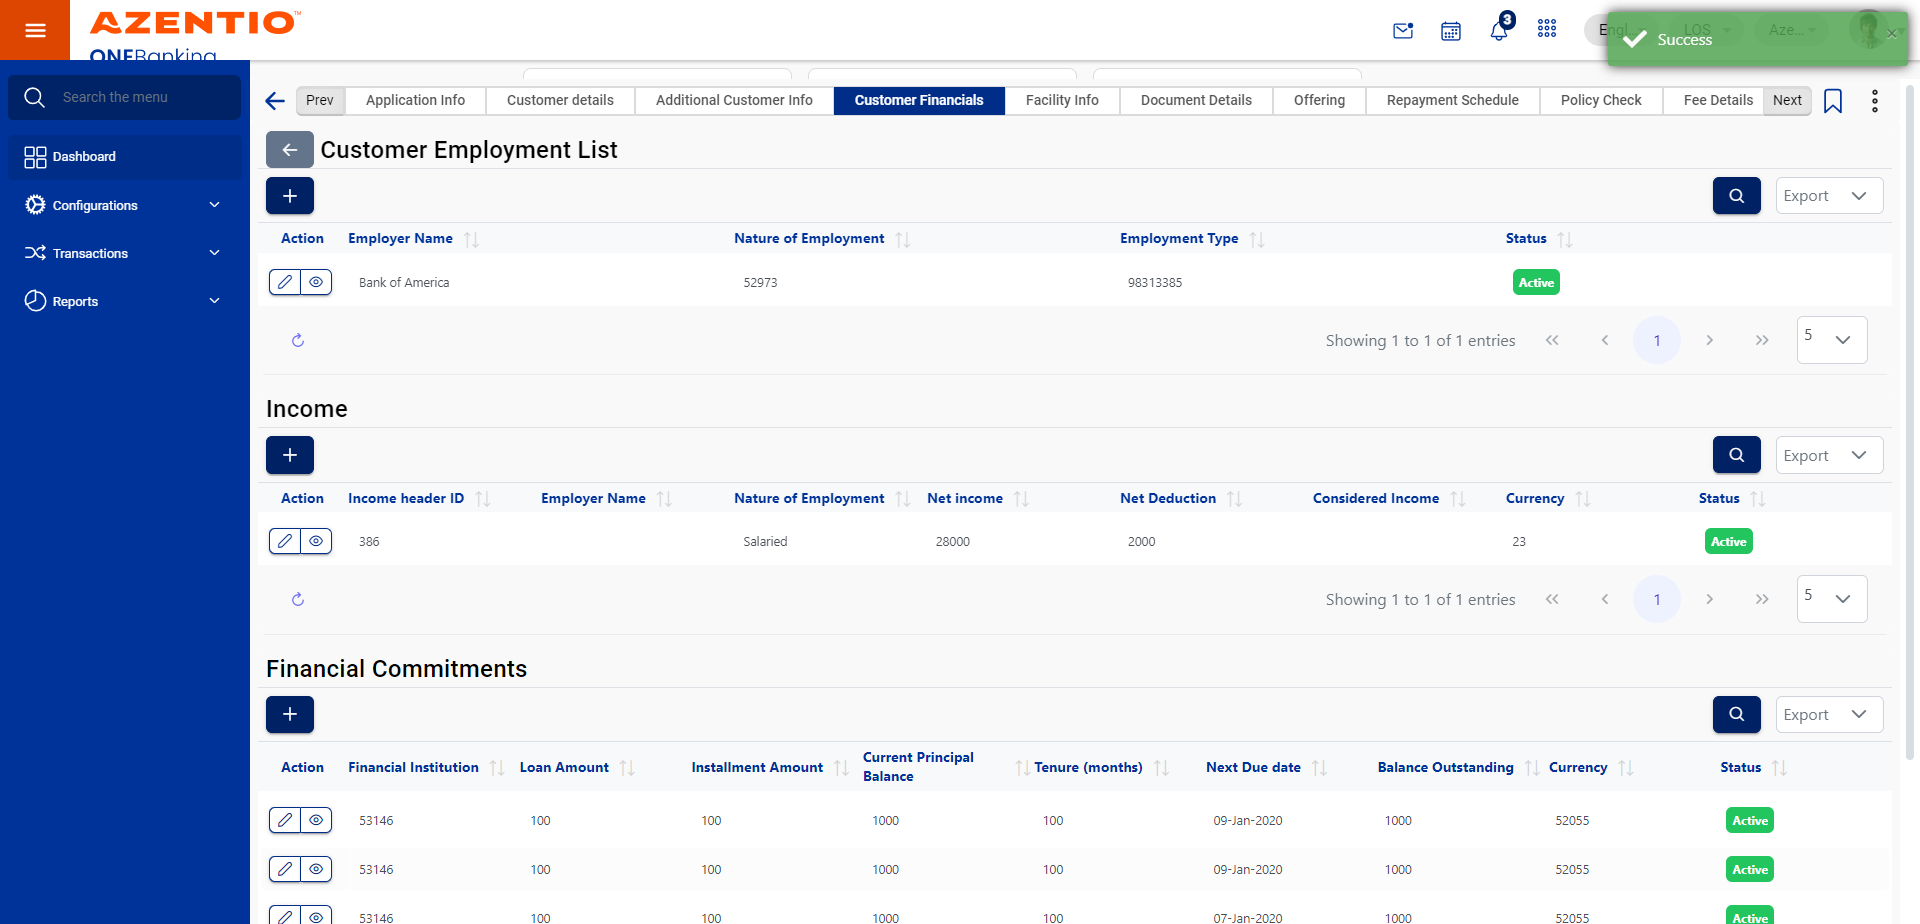 AZENTIO™
ONEBanking
3
LOS
Aze...
Success
Search the menu
Dashboard
Configurations
Transactions
Reports
Prev
Application Info
Customer details
Additional Customer Info
Customer Financials
Facility Info
Document Details
Offering
Repayment Schedule
Policy Check
Fee Details
Next
Customer Employment List
Export
Action Employer Name Nature of Employment Employment Type Status
Bank of America 52973 98313385 Active
Showing 1 to 1 of 1 entries 1 5
Income
Export
Action Income header ID Employer Name Nature of Employment Net income Net Deduction Considered Income Currency Status
386 Salaried 28000 2000 23 Active
Showing 1 to 1 of 1 entries 1 5
Financial Commitments
Export
Action Financial Institution Loan Amount Installment Amount Current Principal Balance Tenure (months) Next Due date Balance Outstanding Currency Status
53146 100 100 1000 100 09-Jan-2020 1000 52055 Active
53146 100 100 1000 100 09-Jan-2020 1000 52055 Active
53146 100 100 1000 100 07-Jan-2020 1000 52055 Active